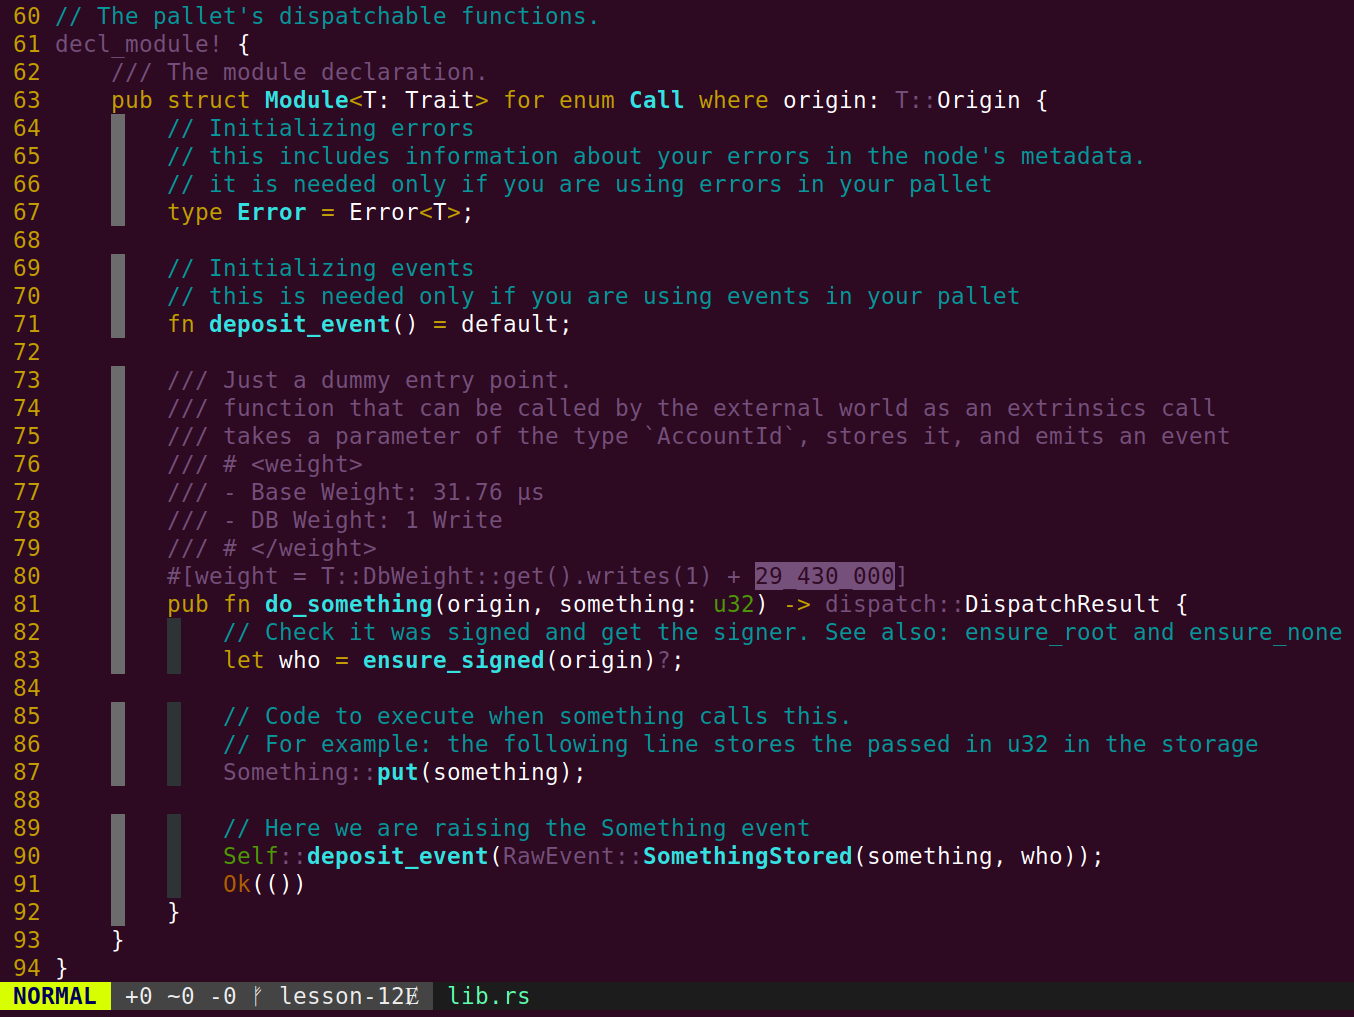 60 // The pallet's dispatchable functions.
61 decl_module! {
62     /// The module declaration.
63     pub struct Module<T: Trait> for enum Call where origin: T::Origin {
64         // Initializing errors
65         // this includes information about your errors in the node's metadata.
66         // it is needed only if you are using errors in your pallet
67         type Error = Error<T>;
68
69         // Initializing events
70         // this is needed only if you are using events in your pallet
71         fn deposit_event() = default;
72
73         /// Just a dummy entry point.
74         /// function that can be called by the external world as an extrinsics call
75         /// takes a parameter of the type `AccountId`, stores it, and emits an event
76         /// # <weight>
77         /// - Base Weight: 31.76 µs
78         /// - DB Weight: 1 Write
79         /// # </weight>
80         #[weight = T::DbWeight::get().writes(1) + 29_430_000]
81         pub fn do_something(origin, something: u32) -> dispatch::DispatchResult {
82             // Check it was signed and get the signer. See also: ensure_root and ensure_none
83             let who = ensure_signed(origin)?;
84
85             // Code to execute when something calls this.
86             // For example: the following line stores the passed in u32 in the storage
87             Something::put(something);
88
89             // Here we are raising the Something event
90             Self::deposit_event(RawEvent::SomethingStored(something, who));
91             Ok(())
92         }
93     }
94 }
NORMAL +0 ~0 -0 ᚠ lesson-12Ɇ lib.rs